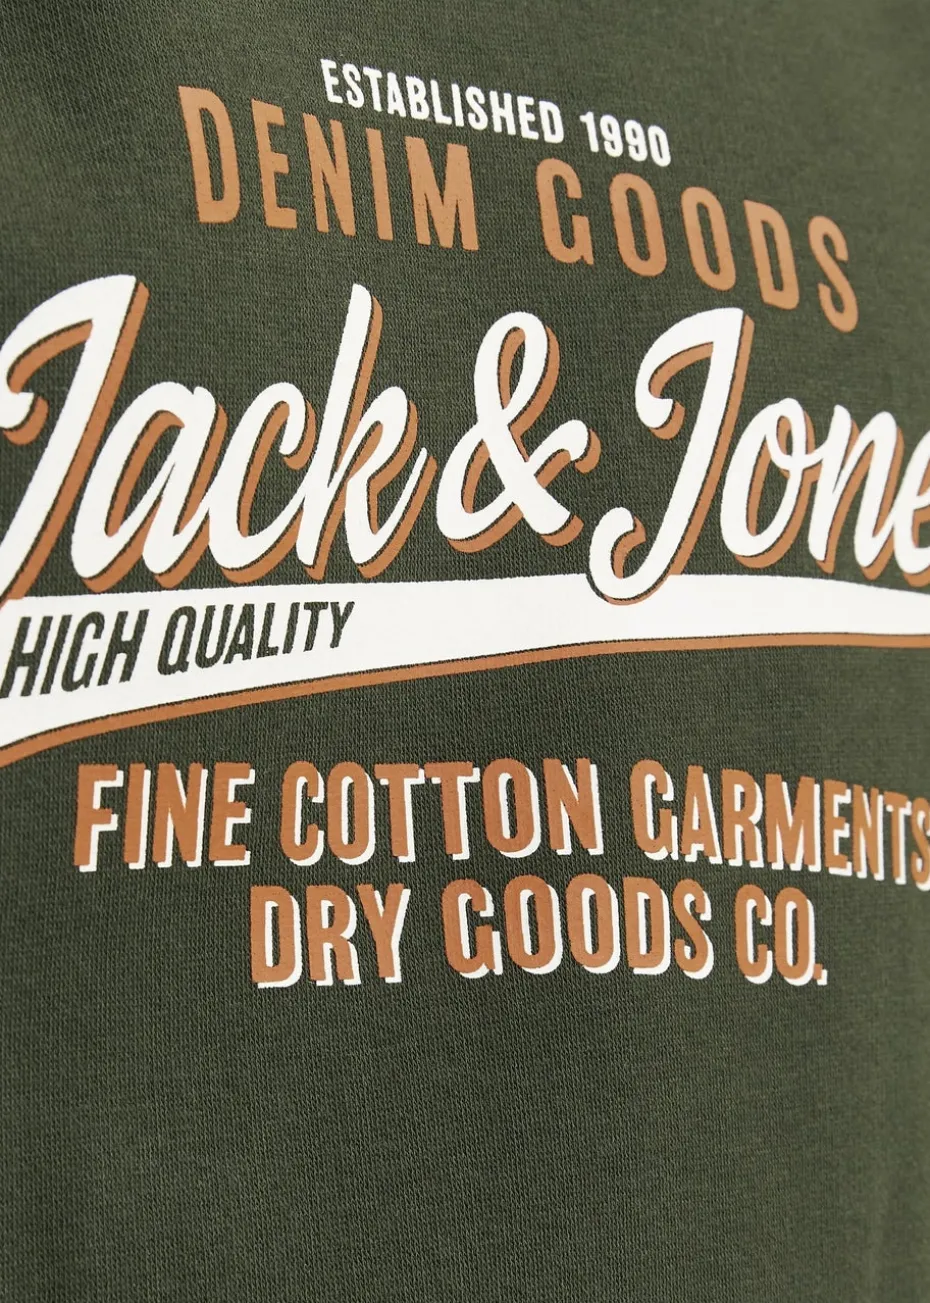 ESTABLISHED 1990
DENIM GOODS
Jack & Jone
HIGH QUALITY
FINE COTTON GARMENTS
DRY GOODS CO.